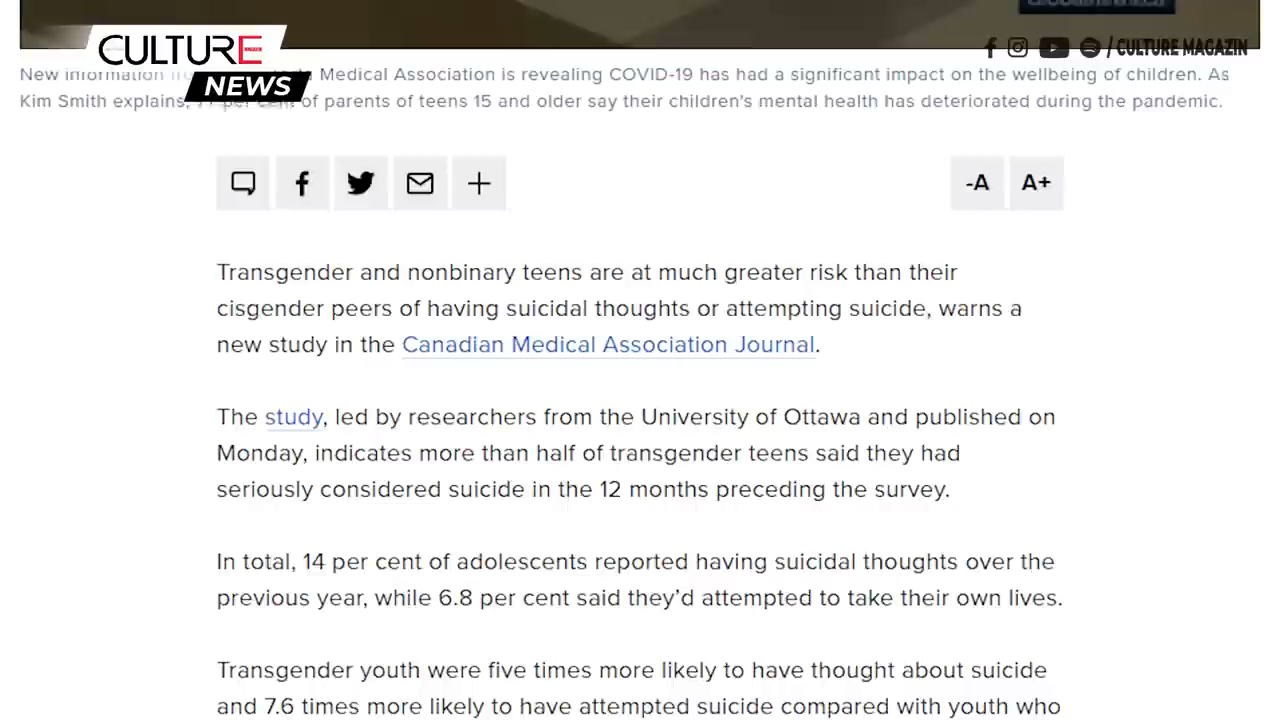 CULTURE
NEWS
/ CULTURE MAGAZIN
New information Medical Association is revealing COVID-19 has had a significant impact on the wellbeing of children. As
Kim Smith explains, per cent of parents of teens 15 and older say their children's mental health has deteriorated during the pandemic.
-A A+
Transgender and nonbinary teens are at much greater risk than their
cisgender peers of having suicidal thoughts or attempting suicide, warns a
new study in the Canadian Medical Association Journal.
The study, led by researchers from the University of Ottawa and published on
Monday, indicates more than half of transgender teens said they had
seriously considered suicide in the 12 months preceding the survey.
In total, 14 per cent of adolescents reported having suicidal thoughts over the
previous year, while 6.8 per cent said they'd attempted to take their own lives.
Transgender youth were five times more likely to have thought about suicide
and 7.6 times more likely to have attempted suicide compared with youth who